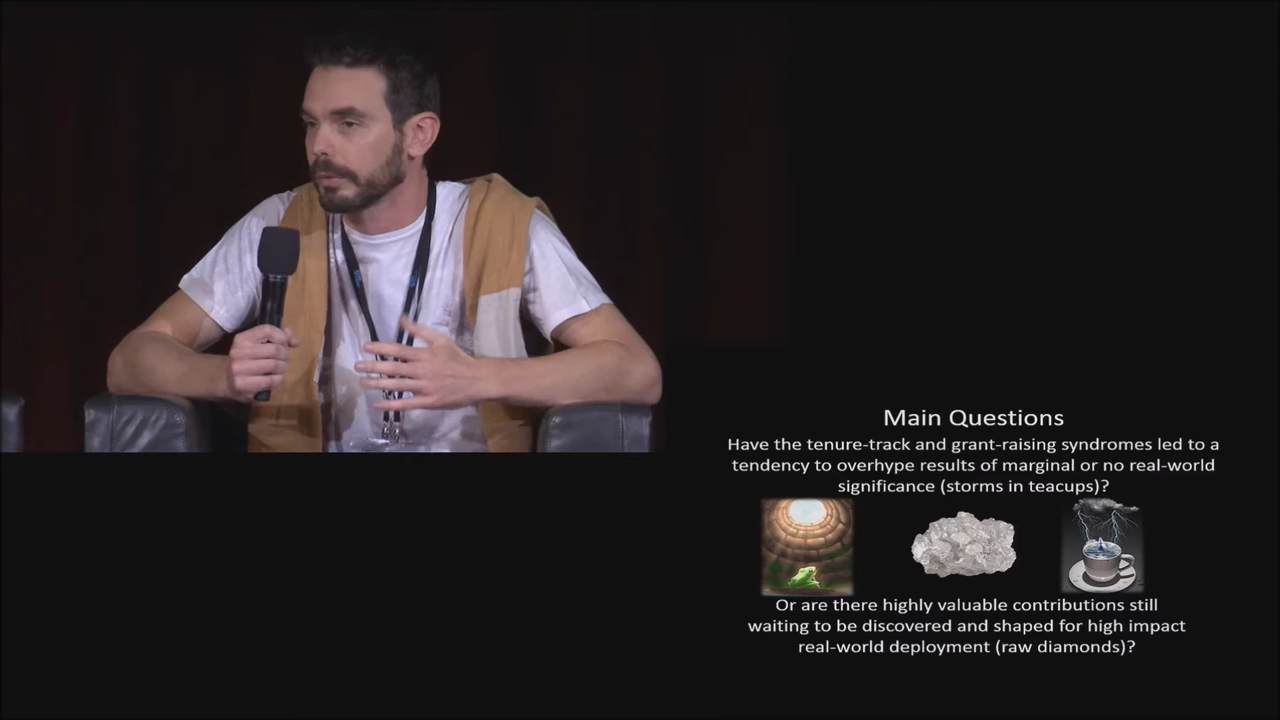 Main Questions
Have the tenure-track and grant-raising syndromes led to a
tendency to overhype results of marginal or no real-world
significance (storms in teacups)?
Or are there highly valuable contributions still
waiting to be discovered and shaped for high impact
real-world deployment (raw diamonds)?